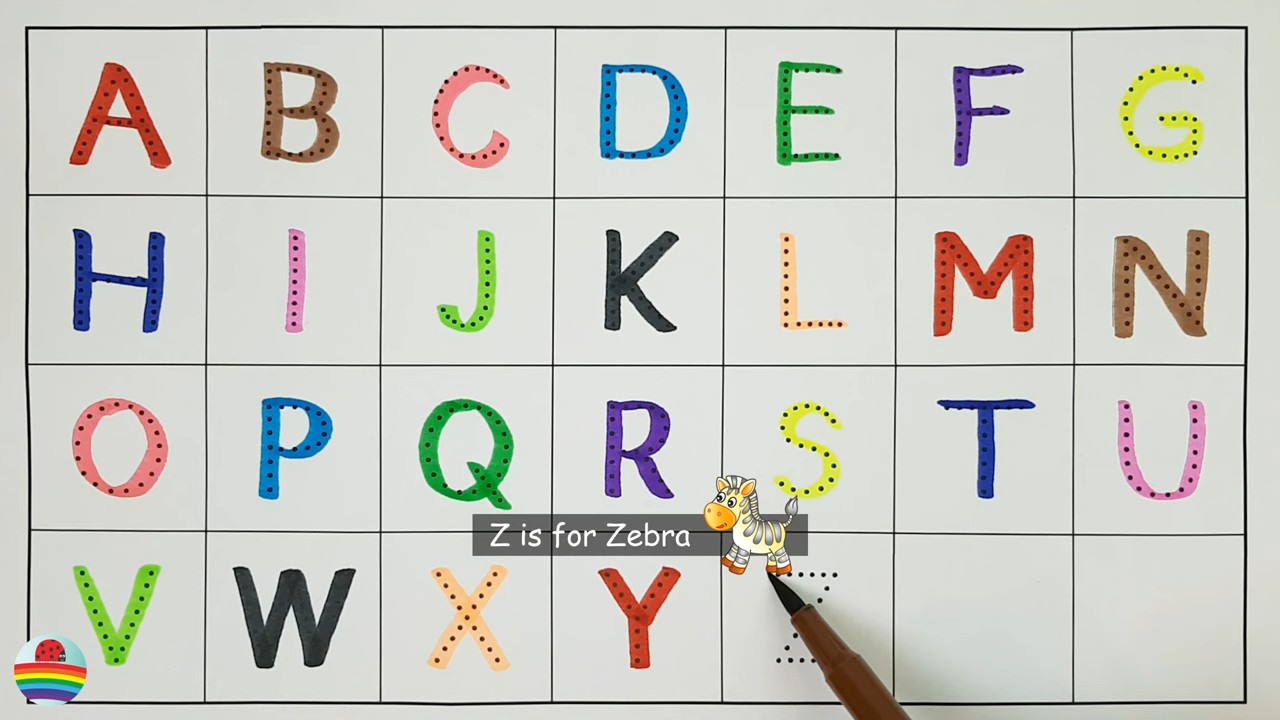 A B C D E F G
H I J K L M N
O P Q R S T U
Z is for Zebra
V W X Y Z